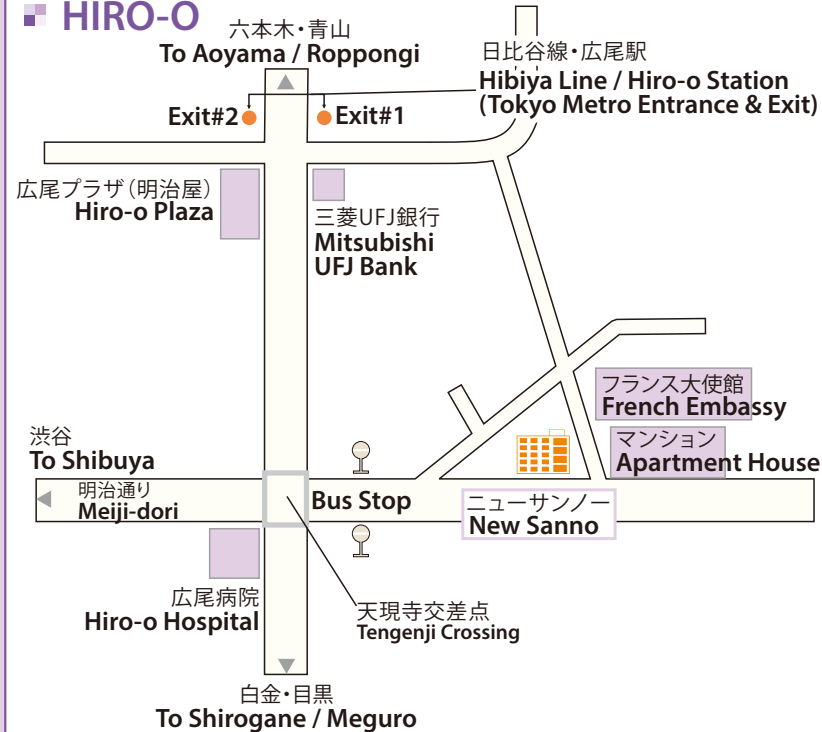 HIRO-O
六本木・青山
To Aoyama / Roppongi
日比谷線・広尾駅
Hibiya Line / Hiro-o Station
(Tokyo Metro Entrance & Exit)
Exit#2
Exit#1
広尾プラザ（明治屋）
Hiro-o Plaza
三菱UFJ銀行
Mitsubishi
UFJ Bank
フランス大使館
French Embassy
マンション
Apartment House
渋谷
To Shibuya
明治通り
Meiji-dori
Bus Stop
ニューサンノー
New Sanno
広尾病院
Hiro-o Hospital
天現寺交差点
Tengenji Crossing
白金・目黒
To Shirogane / Meguro